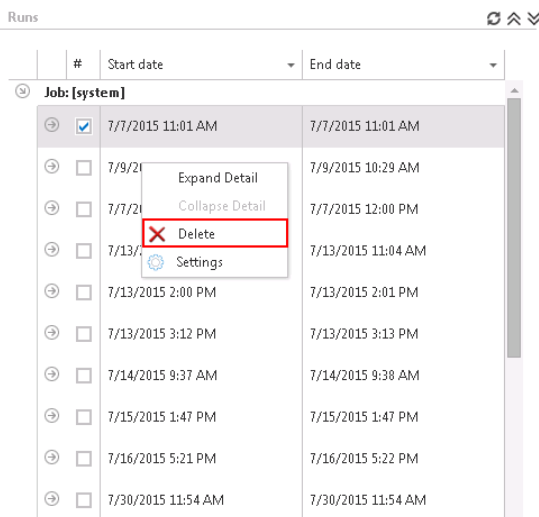 Runs
# Start date End date
Job: [system]
7/7/2015 11:01 AM 7/7/2015 11:01 AM
7/9/2 7/9/2015 10:29 AM
Expand Detail
7/7/2 7/7/2015 12:00 PM
Collapse Detail
Delete
7/13/ 7/13/2015 11:04 AM
Settings
7/13/2015 2:00 PM 7/13/2015 2:01 PM
7/13/2015 3:12 PM 7/13/2015 3:13 PM
7/14/2015 9:37 AM 7/14/2015 9:38 AM
7/15/2015 1:47 PM 7/15/2015 1:47 PM
7/16/2015 5:21 PM 7/16/2015 5:22 PM
7/30/2015 11:54 AM 7/30/2015 11:54 AM